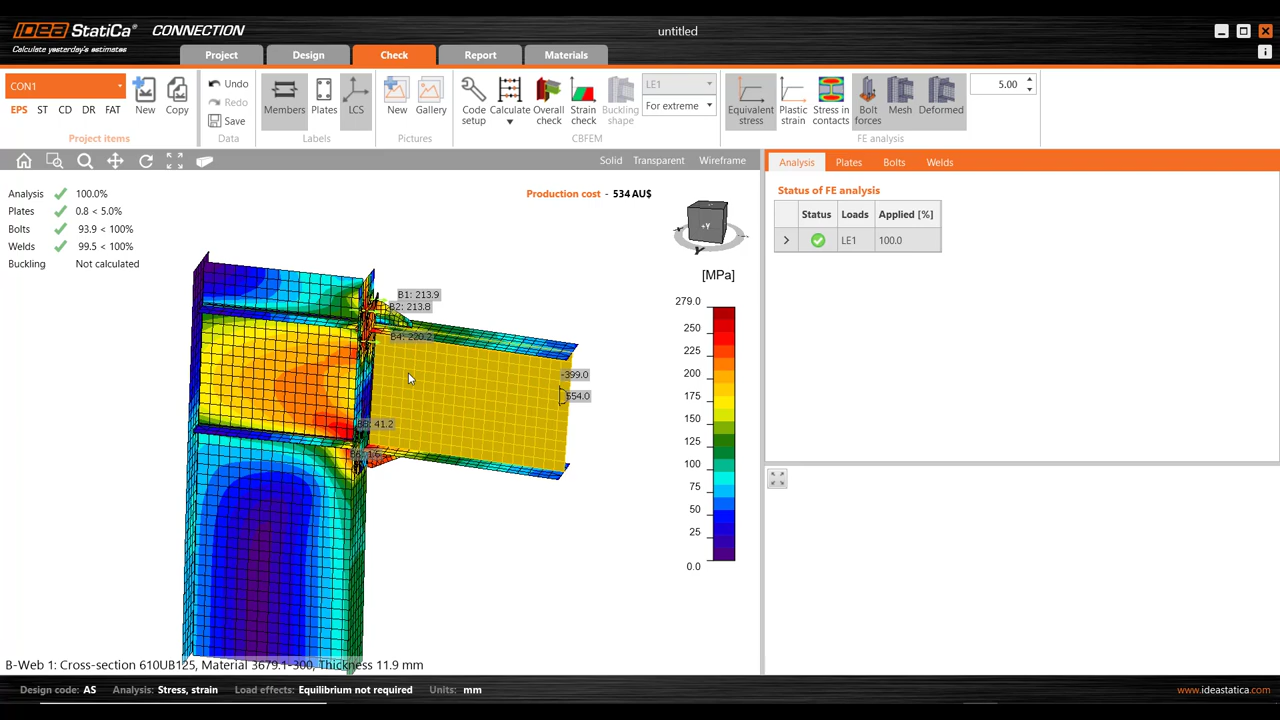 IDEA StatiCa® CONNECTION
Calculate yesterday's estimates
untitled
Project Design Check Report Materials
CON1
EPS ST CD DR FAT
New Copy
Project items
Undo
Redo
Save
Data
Members Plates LCS
Labels
New Gallery
Pictures
Code setup Calculate Overall check Strain check Buckling shape
LE1
For extreme
CBFEM
Equivalent stress Plastic strain Stress in contacts Bolt forces Mesh Deformed
5.00
FE analysis
Solid Transparent Wireframe
Analysis 100.0%
Plates 0.8 < 5.0%
Bolts 93.9 < 100%
Welds 99.5 < 100%
Buckling Not calculated
Production cost - 534 AU$
+Y
[MPa]
279.0
250
225
200
175
150
125
100
75
50
25
0.0
B1: 213.9
B2: 213.8
B4: 220.2
-399.0
554.0
41.2
1.6
B-Web 1: Cross-section 610UB125, Material 3679.1-300, Thickness 11.9 mm
Analysis Plates Bolts Welds
Status of FE analysis
Status Loads Applied [%]
LE1 100.0
Design code: AS Analysis: Stress, strain Load effects: Equilibrium not required Units: mm
www.ideastatica.com